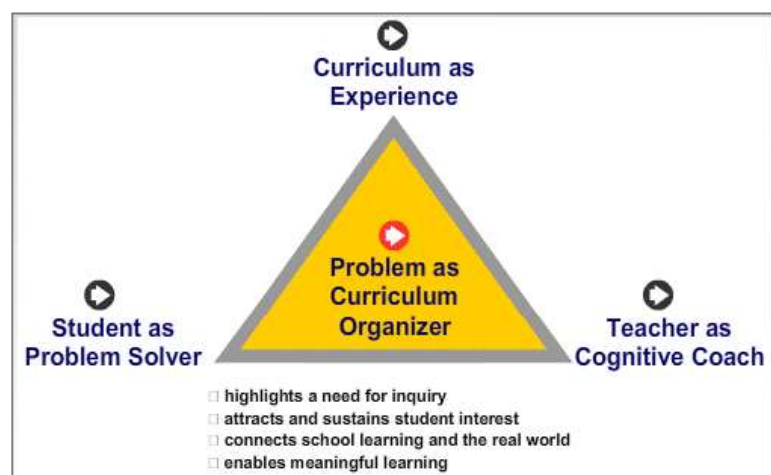 Curriculum as
Experience
Problem as
Curriculum
Organizer
Student as
Problem Solver
Teacher as
Cognitive Coach
highlights a need for inquiry
attracts and sustains student interest
connects school learning and the real world
enables meaningful learning